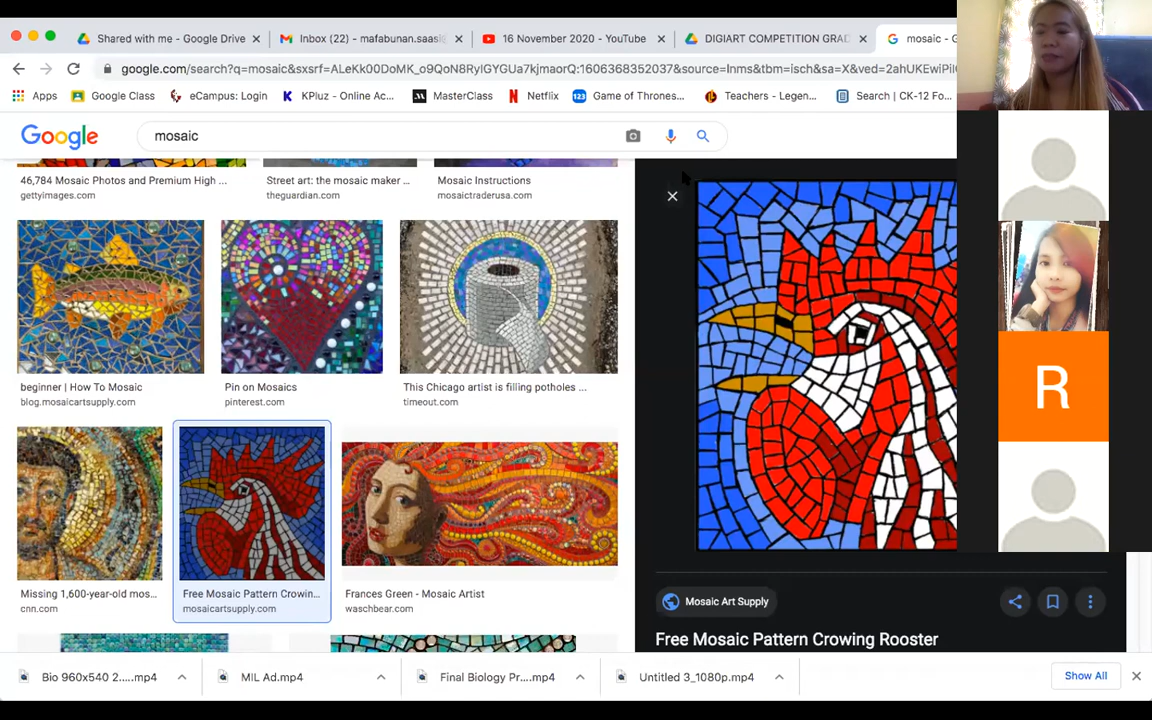 Shared with me - Google Drive
Inbox (22) - mafabunan.saasi
16 November 2020 - YouTube
DIGIART COMPETITION GRAD
mosaic - G
google.com/search?q=mosaic&sxsrf=ALeKk00DoMK_o9QoN8RylGYGUa7kjmaorQ:1606368352037&source=lnms&tbm=isch&sa=X&ved=2ahUKEwiPi
Apps
Google Class
eCampus: Login
KPluz - Online Ac...
MasterClass
Netflix
123
Game of Thrones...
Teachers - Legen...
Search | CK-12 Fo...
Google
mosaic
46,784 Mosaic Photos and Premium High ...
gettyimages.com
Street art: the mosaic maker ...
theguardian.com
Mosaic Instructions
mosaictraderusa.com
beginner | How To Mosaic
blog.mosaicartsupply.com
Pin on Mosaics
pinterest.com
This Chicago artist is filling potholes ...
timeout.com
Missing 1,600-year-old mos...
cnn.com
Free Mosaic Pattern Crowin...
mosaicartsupply.com
Frances Green - Mosaic Artist
waschbear.com
R
Mosaic Art Supply
Free Mosaic Pattern Crowing Rooster
Bio 960x540 2.....mp4
MIL Ad.mp4
Final Biology Pr....mp4
Untitled 3_1080p.mp4
Show All